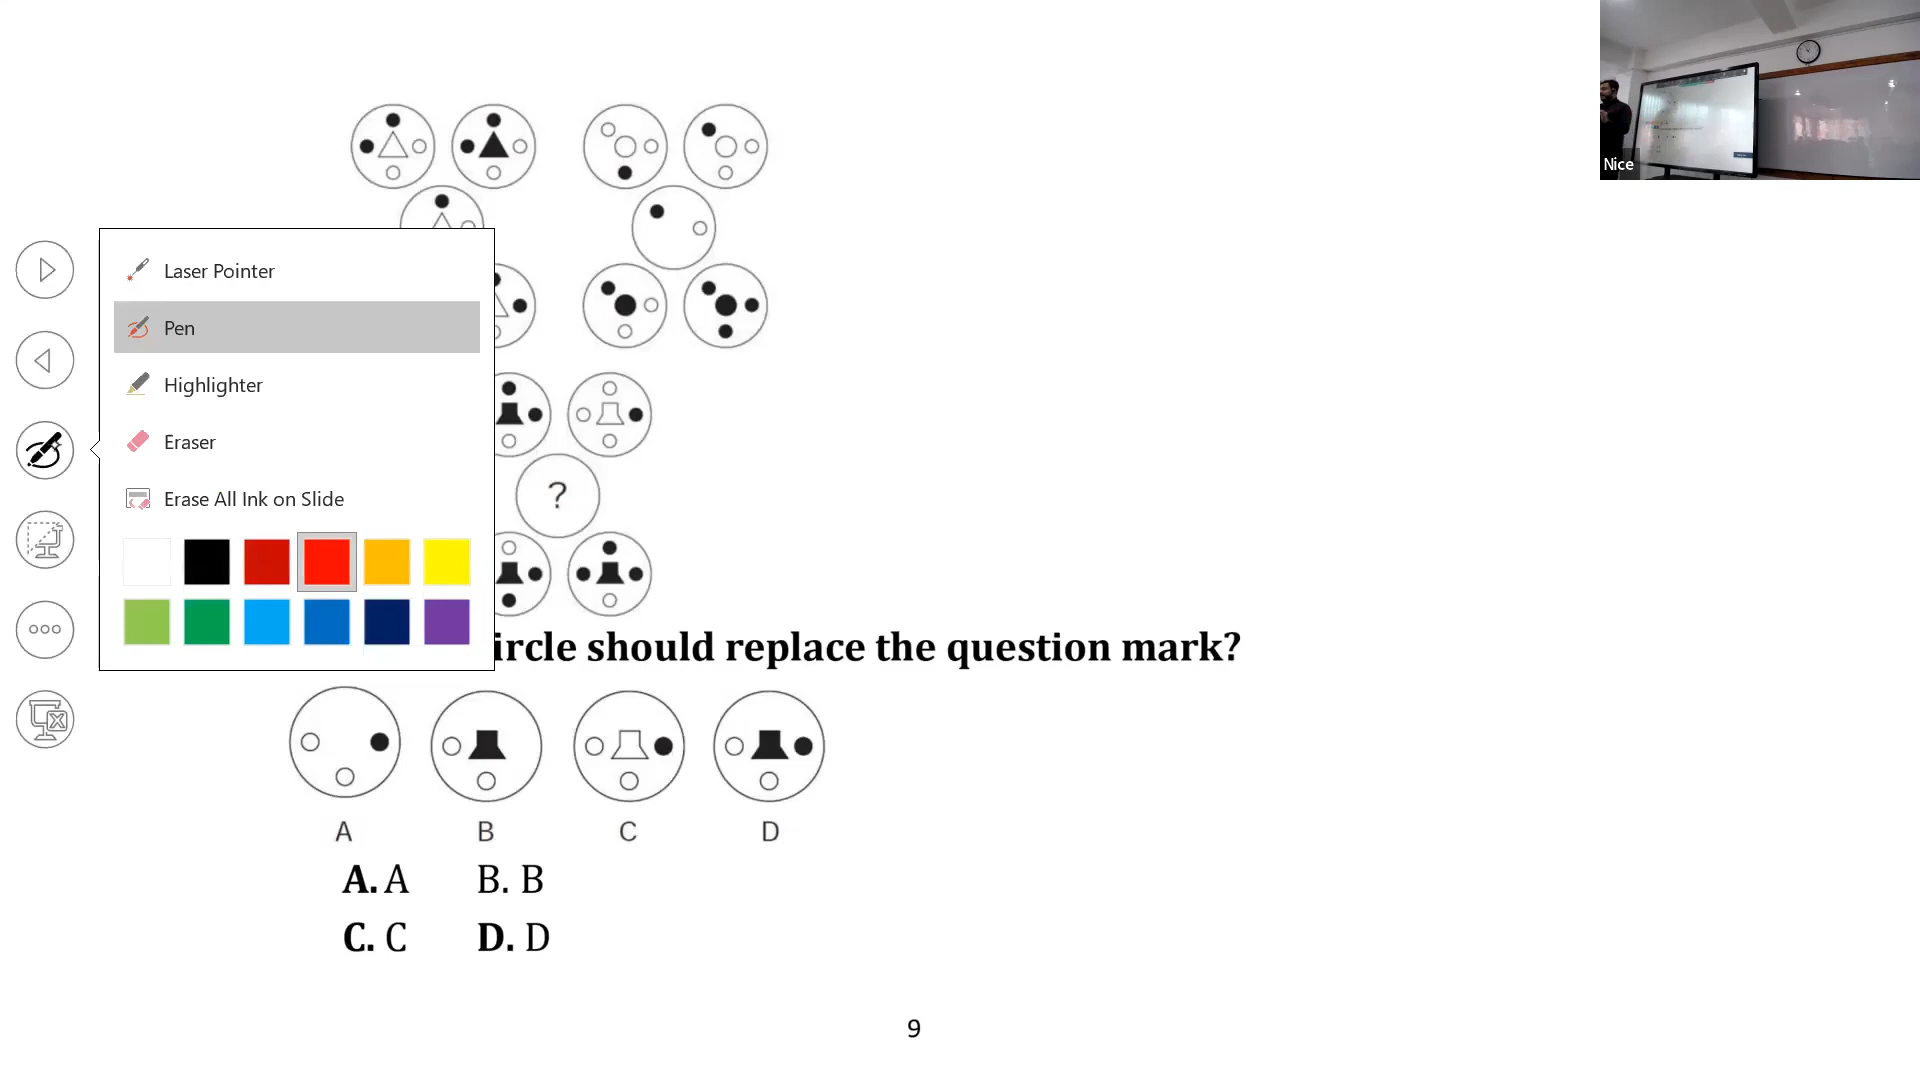 Nice
Laser Pointer
Pen
Highlighter
Eraser
Erase All Ink on Slide
?
ircle should replace the question mark?
A B C D
A. A B. B
C. C D. D
9